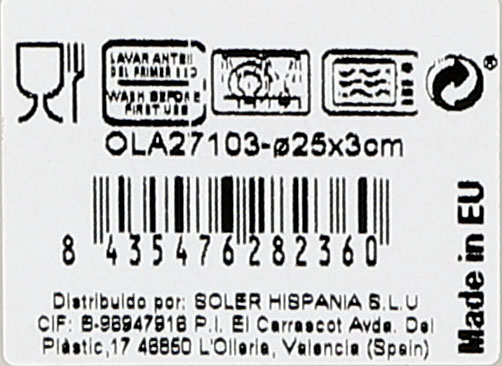 LAVAR ANTES
DEL PRIMER USO
WASH BEFORE
FIRST USE
®
OLA27103-ø25x3cm
8 435476 282360
Made in EU
Distribuido por: SOLER HISPANIA S.L.U
CIF: B-98947918 P.I. El Carrascot Avda. Del
Plàstic,17 46850 L'Olleria, Valencia (Spain)